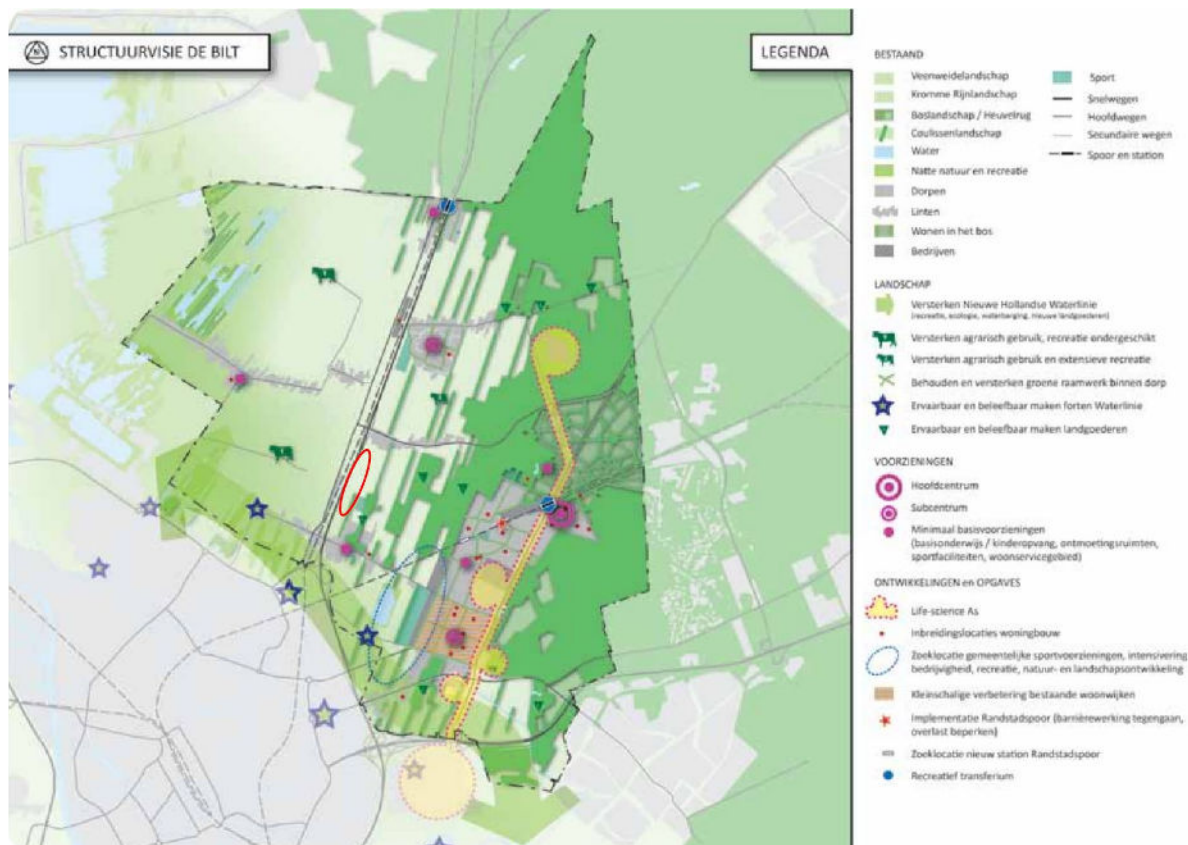 STRUCTUURVISIE DE BILT
LEGENDA
BESTAAND
Veenweidelandschap
Kromme Rijnlandschap
Boslandschap / Heuvelrug
Coulissenlandschap
Water
Natte natuur en recreatie
Dorpen
Linten
Wonen in het bos
Bedrijven
Sport
Snelwegen
Hoofdwegen
Secundaire wegen
Spoor en station
LANDSCHAP
Versterken Nieuwe Hollandse Waterlinie
(recreatie, ecologie, waterberging, nieuwe landgoederen)
Versterken agrarisch gebruik, recreatie ondergeschikt
Versterken agrarisch gebruik en extensieve recreatie
Behouden en versterken groene raamwerk binnen dorp
Ervaarbaar en beleefbaar maken forten Waterlinie
Ervaarbaar en beleefbaar maken landgoederen
VOORZIENINGEN
Hoofdcentrum
Subcentrum
Minimaal basisvoorzieningen
(basisonderwijs / kinderopvang, ontmoetingsruimten,
sportfaciliteiten, woonservicegebied)
ONTWIKKELINGEN en OPGAVES
Life-science As
Inbreidingslocaties woningbouw
Zoeklocatie gemeentelijke sportvoorzieningen, intensivering
bedrijvigheid, recreatie, natuur- en landschapsontwikkeling
Kleinschalige verbetering bestaande woonwijken
Implementatie Randstadspoor (barrièrewerking tegengaan,
overlast beperken)
Zoeklocatie nieuw station Randstadspoor
Recreatief transferium